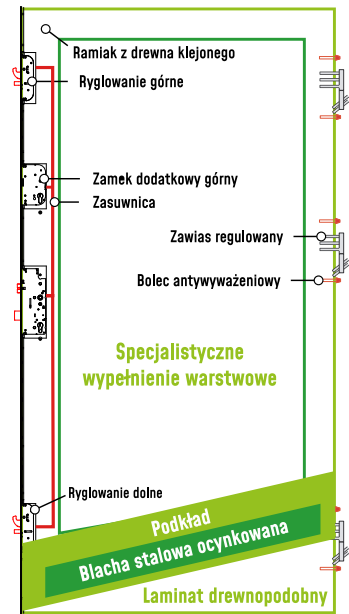 Ramiak z drewna klejonego
Ryglowanie górne
Zamek dodatkowy górny
Zasuwnica
Zawias regulowany
Bolec antywyważeniowy
Specjalistyczne
wypełnienie warstwowe
Ryglowanie dolne
Podkład
Blacha stalowa ocynkowana
Laminat drewnopodobny